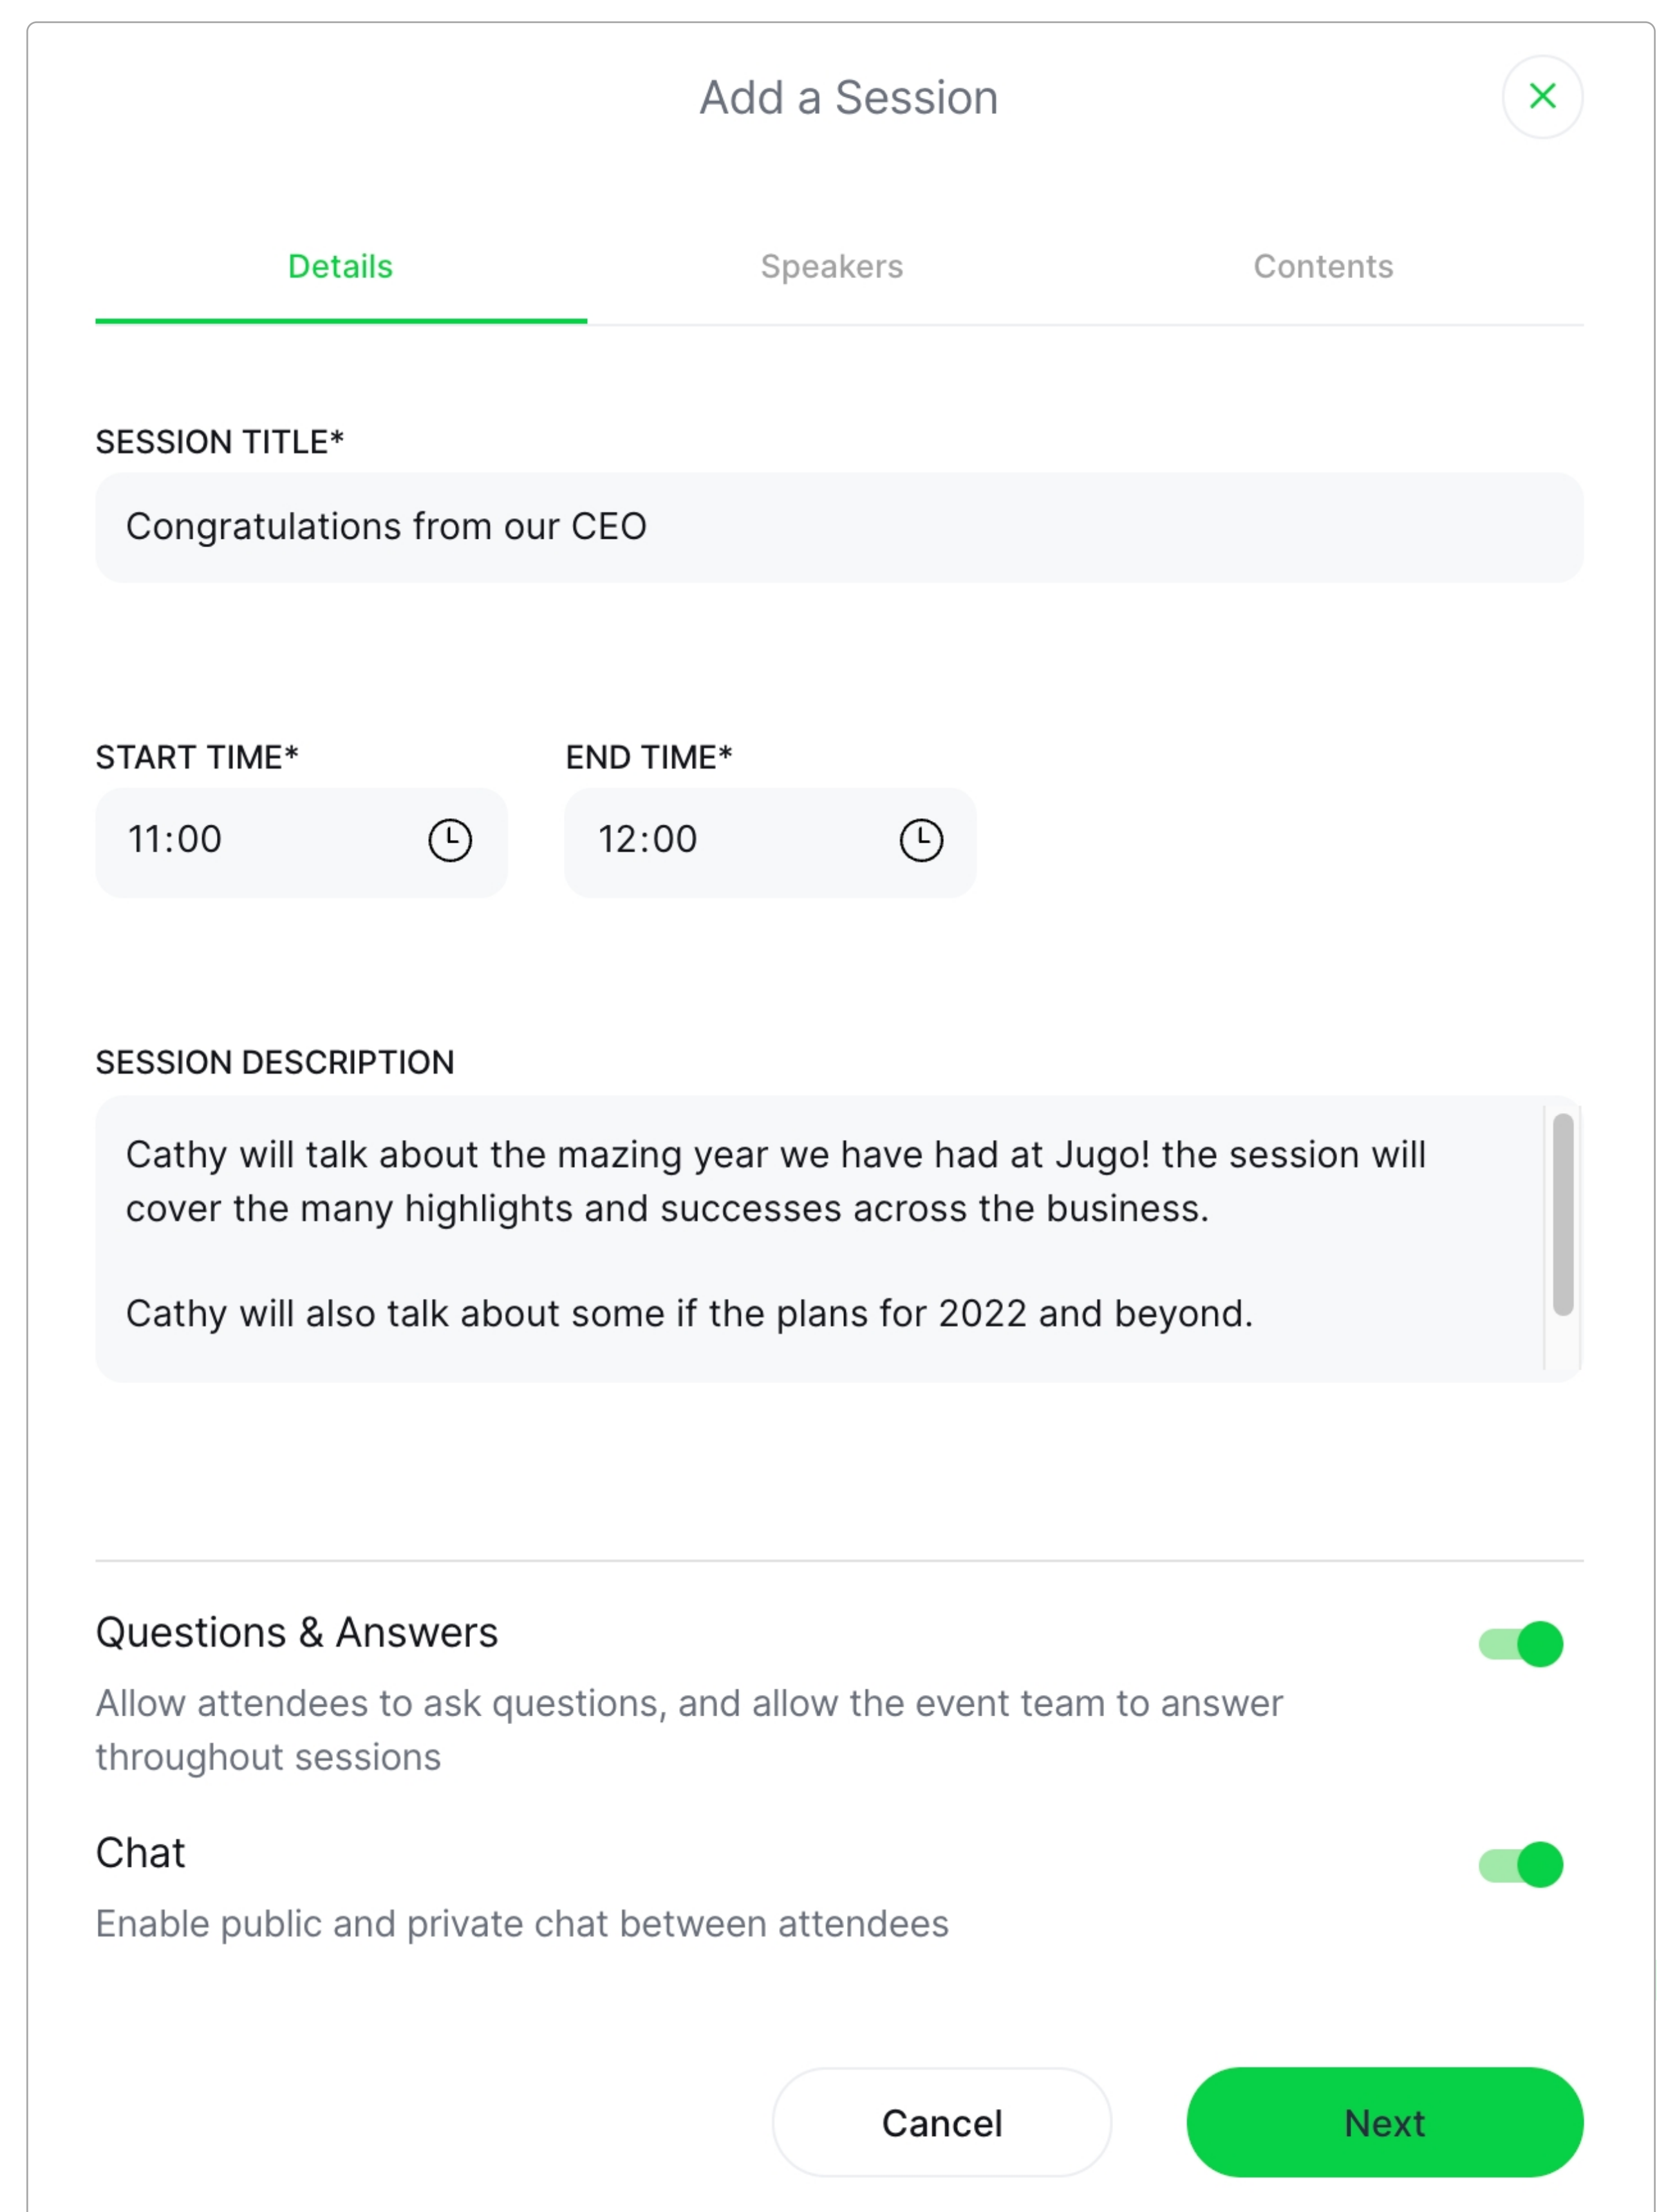 Add a Session
Details
Speakers
Contents
SESSION TITLE*
Congratulations from our CEO
START TIME*
END TIME*
11:00
12:00
SESSION DESCRIPTION
Cathy will talk about the mazing year we have had at Jugo! the session will
cover the many highlights and successes across the business.
Cathy will also talk about some if the plans for 2022 and beyond.
Questions & Answers
Allow attendees to ask questions, and allow the event team to answer
throughout sessions
Chat
Enable public and private chat between attendees
Cancel
Next